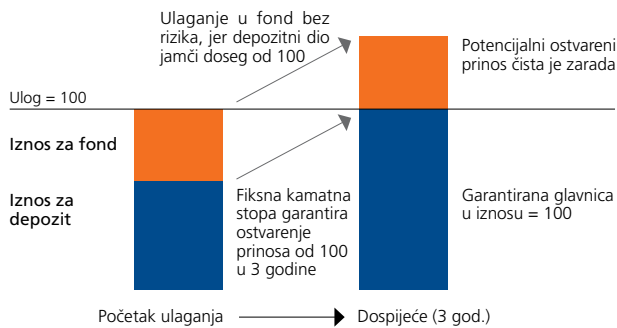 Ulaganje u fond bez
rizika, jer depozitni dio
jamči doseg od 100
Potencijalni ostvareni
prinos čista je zarada
Ulog = 100
Iznos za fond
Iznos za
depozit
Fiksna kamatna
stopa garantira
ostvarenje
prinosa od 100
u 3 godine
Garantirana glavnica
u iznosu = 100
Početak ulaganja
Dospijeće (3 god.)